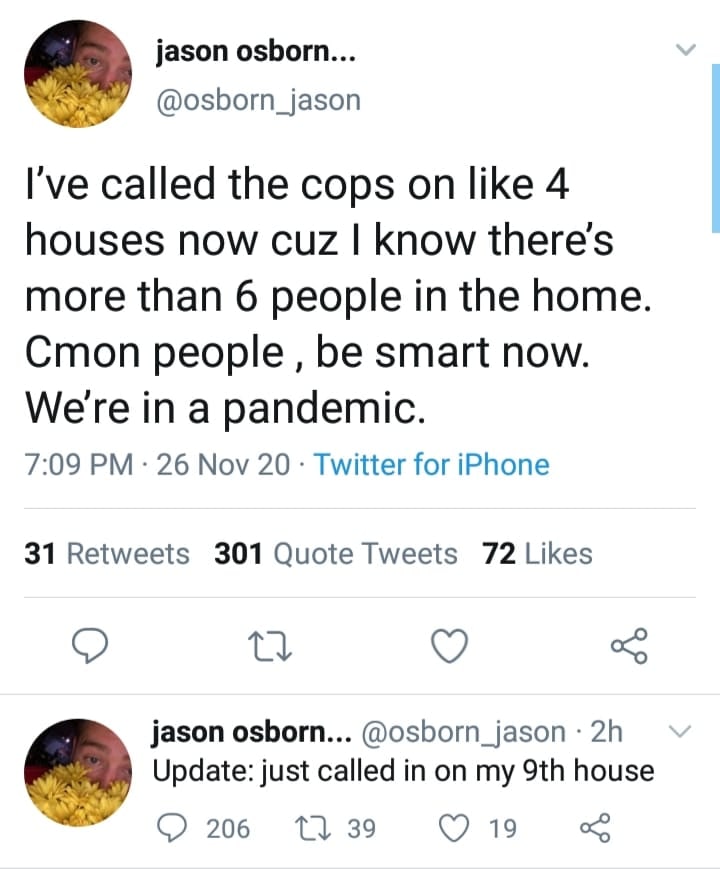 jason osborn...
@osborn_jason
I've called the cops on like 4
houses now cuz I know there's
more than 6 people in the home.
Cmon people , be smart now.
We're in a pandemic.
7:09 PM · 26 Nov 20 · Twitter for iPhone
31 Retweets 301 Quote Tweets 72 Likes
jason osborn... @osborn_jason · 2h
Update: just called in on my 9th house
206 39 19